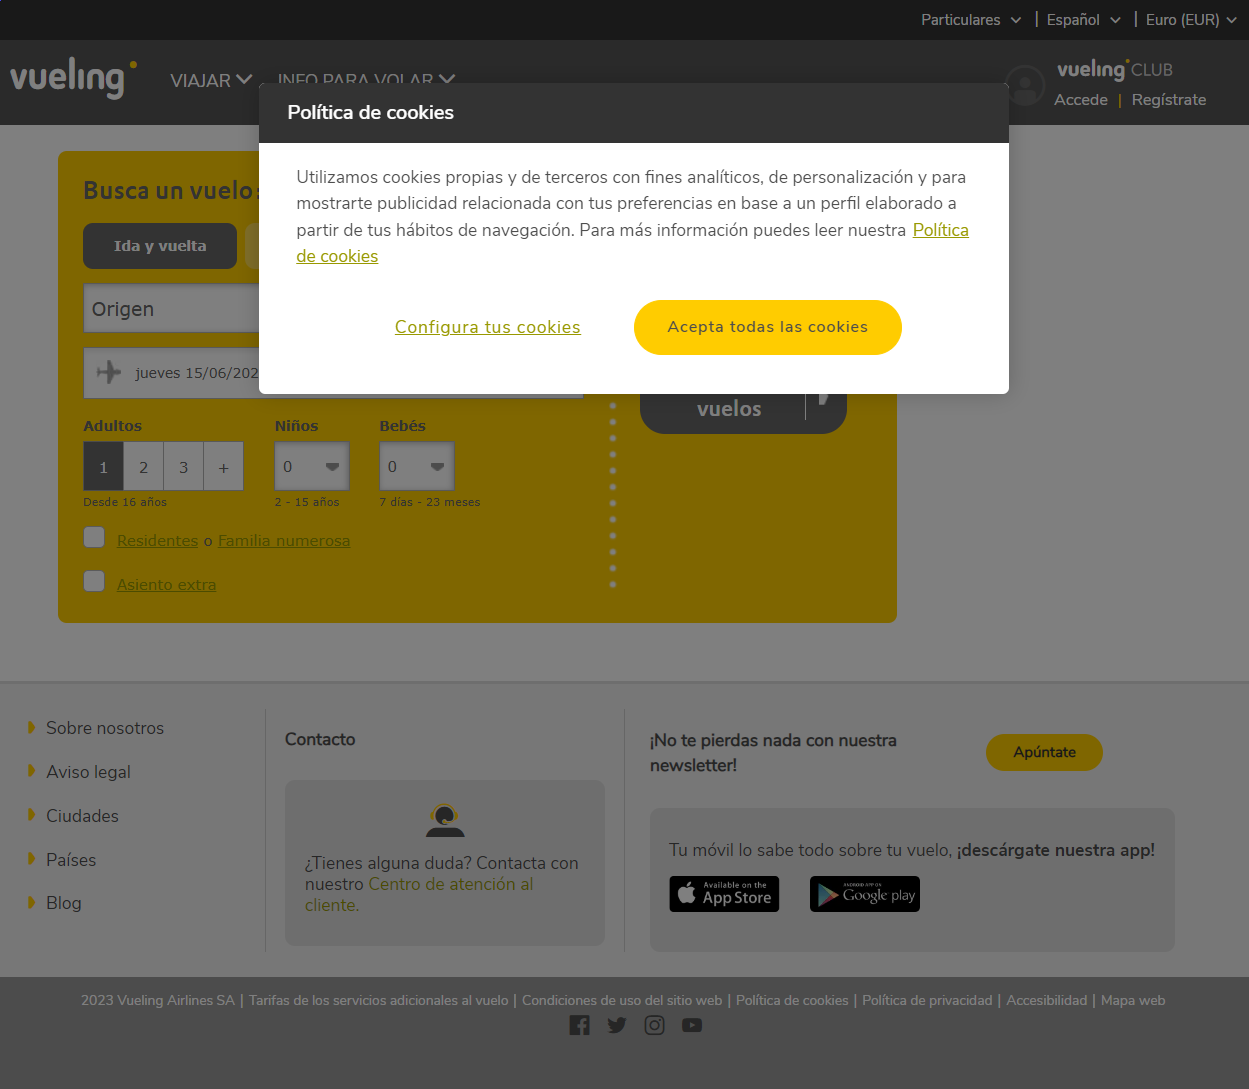 Particulares | Español | Euro (EUR)
vueling
VIAJAR
INFO PARA VOLAR
vueling CLUB
Accede | Regístrate
Política de cookies
Utilizamos cookies propias y de terceros con fines analíticos, de personalización y para
mostrarte publicidad relacionada con tus preferencias en base a un perfil elaborado a
partir de tus hábitos de navegación. Para más información puedes leer nuestra Política
de cookies
Configura tus cookies
Acepta todas las cookies
Busca un vuelo
Ida y vuelta
Origen
jueves 15/06/202
vuelos
Adultos
Niños
Bebés
1 2 3 +
0
0
Desde 16 años
2 - 15 años
7 días - 23 meses
Residentes o Familia numerosa
Asiento extra
Sobre nosotros
Aviso legal
Ciudades
Países
Blog
Contacto
¿Tienes alguna duda? Contacta con
nuestro Centro de atención al
cliente.
¡No te pierdas nada con nuestra
newsletter!
Apúntate
Tu móvil lo sabe todo sobre tu vuelo, ¡descárgate nuestra app!
Available on the
App Store
ANDROID APP ON
Google play
2023 Vueling Airlines SA | Tarifas de los servicios adicionales al vuelo | Condiciones de uso del sitio web | Política de cookies | Política de privacidad | Accesibilidad | Mapa web